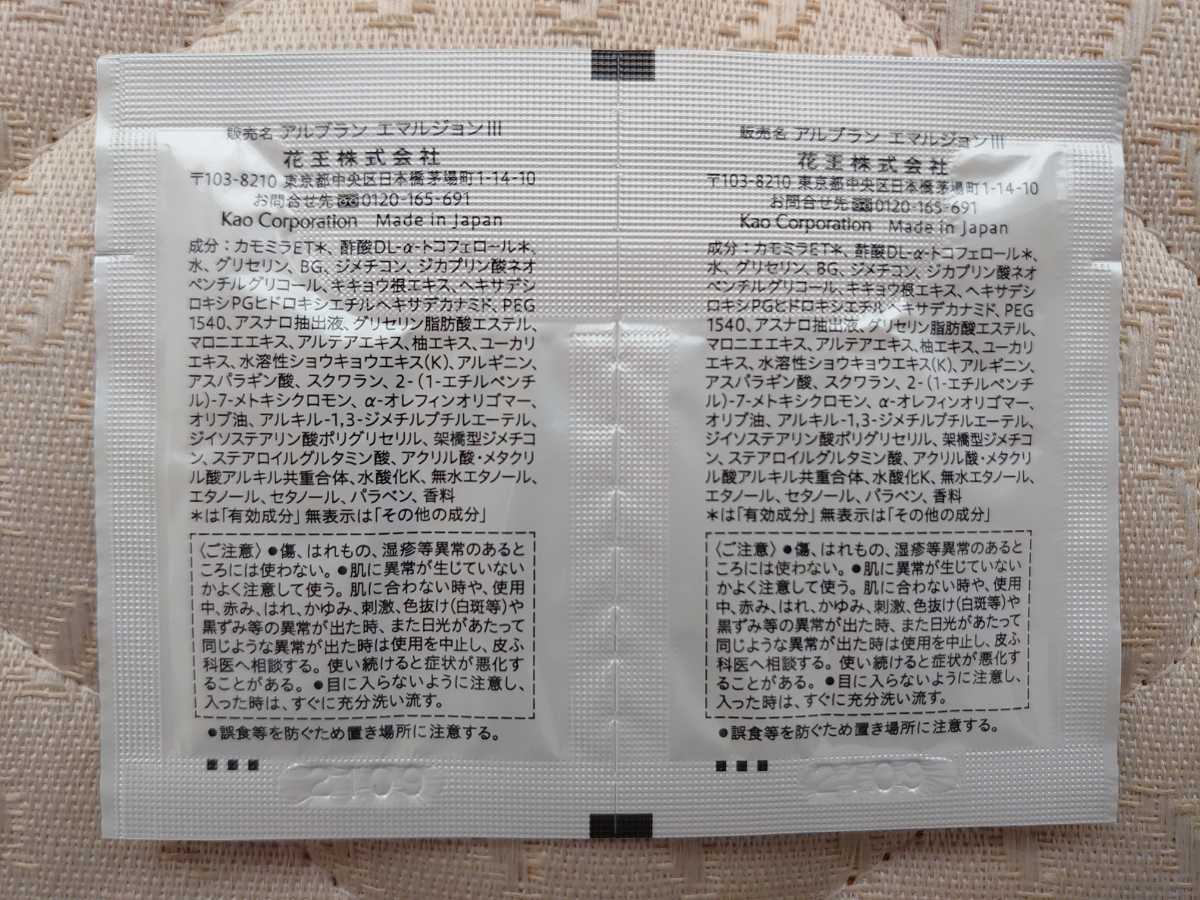 販売名 アルブラン エマルジョンIII
花王株式会社
〒103-8210 東京都中央区日本橋茅場町1-14-10
お問合せ先 0120-165-691
Kao Corporation Made in Japan
成分：カモミラET＊、酢酸DL-α-トコフェロール＊、
水、グリセリン、BG、ジメチコン、ジカプリン酸ネオ
ペンチルグリコール、キキョウ根エキス、ヘキサデシ
ロキシPGヒドロキシエチルヘキサデカナミド、PEG
1540、アスナロ抽出液、グリセリン脂肪酸エステル、
マロニエエキス、アルテアエキス、柚エキス、ユーカリ
エキス、水溶性ショウキョウエキス(K)、アルギニン、
アスパラギン酸、スクワラン、2-(1-エチルペンチ
ル)-7-メトキシクロモン、α-オレフィンオリゴマー、
オリブ油、アルキル-1,3-ジメチルブチルエーテル、
ジイソステアリン酸ポリグリセリル、架橋型ジメチコ
ン、ステアロイルグルタミン酸、アクリル酸・メタクリ
ル酸アルキル共重合体、水酸化K、無水エタノール、
エタノール、セタノール、パラベン、香料
＊は「有効成分」無表示は「その他の成分」
〈ご注意〉●傷、はれもの、湿疹等異常のあると
ころには使わない。●肌に異常が生じていない
かよく注意して使う。肌に合わない時や、使用
中、赤み、はれ、かゆみ、刺激、色抜け(白斑等)や
黒ずみ等の異常が出た時、また日光があたって
同じような異常が出た時は使用を中止し、皮ふ
科医へ相談する。使い続けると症状が悪化す
ることがある。●目に入らないように注意し、
入った時は、すぐに充分洗い流す。
●誤食等を防ぐため置き場所に注意する。
2109
販売名 アルブラン エマルジョンIII
花王株式会社
〒103-8210 東京都中央区日本橋茅場町1-14-10
お問合せ先 0120-165-691
Kao Corporation Made in Japan
成分：カモミラET＊、酢酸DL-α-トコフェロール＊、
水、グリセリン、BG、ジメチコン、ジカプリン酸ネオ
ペンチルグリコール、キキョウ根エキス、ヘキサデシ
ロキシPGヒドロキシエチルヘキサデカナミド、PEG
1540、アスナロ抽出液、グリセリン脂肪酸エステル、
マロニエエキス、アルテアエキス、柚エキス、ユーカリ
エキス、水溶性ショウキョウエキス(K)、アルギニン、
アスパラギン酸、スクワラン、2-(1-エチルペンチ
ル)-7-メトキシクロモン、α-オレフィンオリゴマー、
オリブ油、アルキル-1,3-ジメチルブチルエーテル、
ジイソステアリン酸ポリグリセリル、架橋型ジメチコ
ン、ステアロイルグルタミン酸、アクリル酸・メタクリ
ル酸アルキル共重合体、水酸化K、無水エタノール、
エタノール、セタノール、パラベン、香料
＊は「有効成分」無表示は「その他の成分」
〈ご注意〉●傷、はれもの、湿疹等異常のあると
ころには使わない。●肌に異常が生じていない
かよく注意して使う。肌に合わない時や、使用
中、赤み、はれ、かゆみ、刺激、色抜け(白斑等)や
黒ずみ等の異常が出た時、また日光があたって
同じような異常が出た時は使用を中止し、皮ふ
科医へ相談する。使い続けると症状が悪化す
ることがある。●目に入らないように注意し、
入った時は、すぐに充分洗い流す。
●誤食等を防ぐため置き場所に注意する。
2109